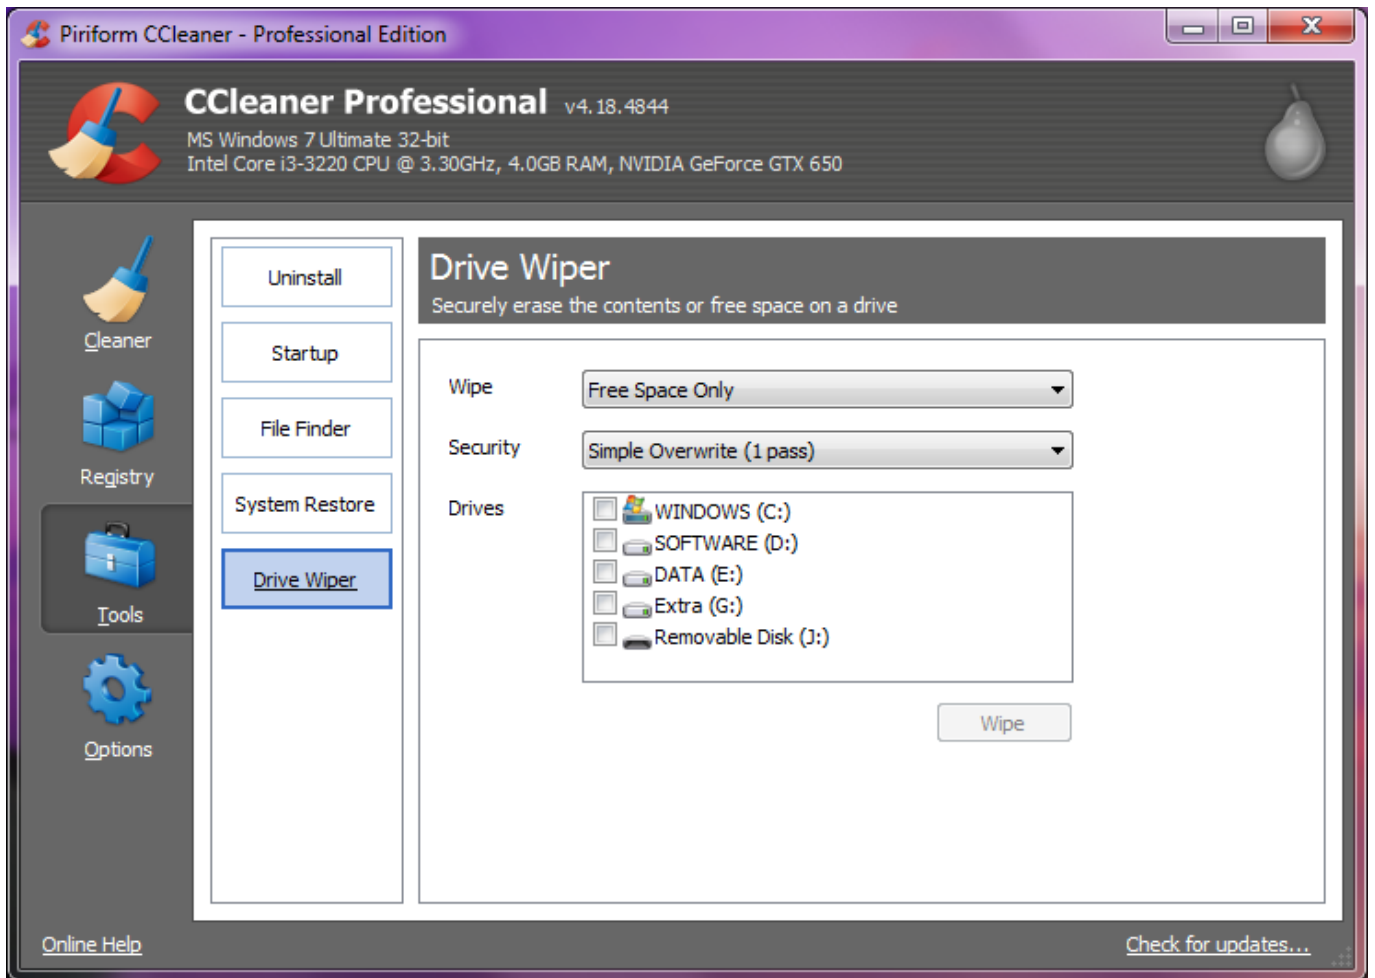 Piriform CCleaner - Professional Edition
CCleaner Professional v4.18.4844
MS Windows 7 Ultimate 32-bit
Intel Core i3-3220 CPU @ 3.30GHz, 4.0GB RAM, NVIDIA GeForce GTX 650
Cleaner
Registry
Tools
Options
Uninstall
Startup
File Finder
System Restore
Drive Wiper
Drive Wiper
Securely erase the contents or free space on a drive
Wipe
Free Space Only
Security
Simple Overwrite (1 pass)
Drives
WINDOWS (C:)
SOFTWARE (D:)
DATA (E:)
Extra (G:)
Removable Disk (J:)
Wipe
Online Help
Check for updates...